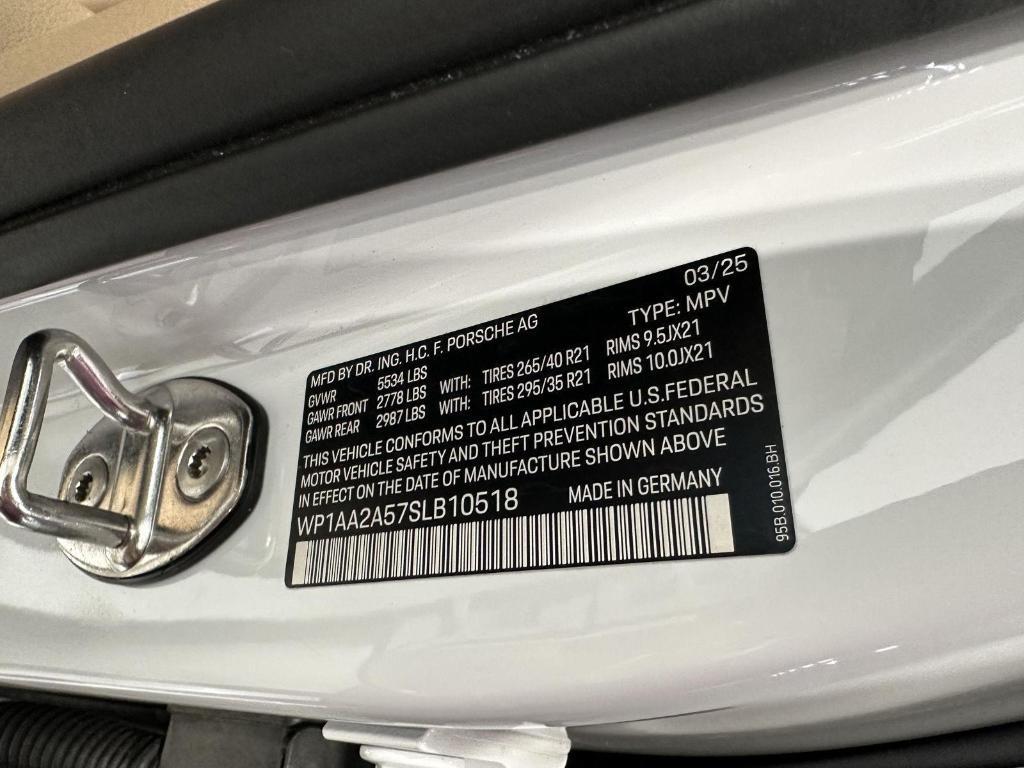 03/25
MFD BY DR. ING. H.C. F. PORSCHE AG TYPE: MPV
GVWR 5534 LBS
GAWR FRONT 2778 LBS WITH: TIRES 265/40 R21 RIMS 9.5JX21
GAWR REAR 2987 LBS WITH: TIRES 295/35 R21 RIMS 10.0JX21
THIS VEHICLE CONFORMS TO ALL APPLICABLE U.S.FEDERAL
MOTOR VEHICLE SAFETY AND THEFT PREVENTION STANDARDS
IN EFFECT ON THE DATE OF MANUFACTURE SHOWN ABOVE
WP1AA2A57SLB10518 MADE IN GERMANY
95B.010.016.BH